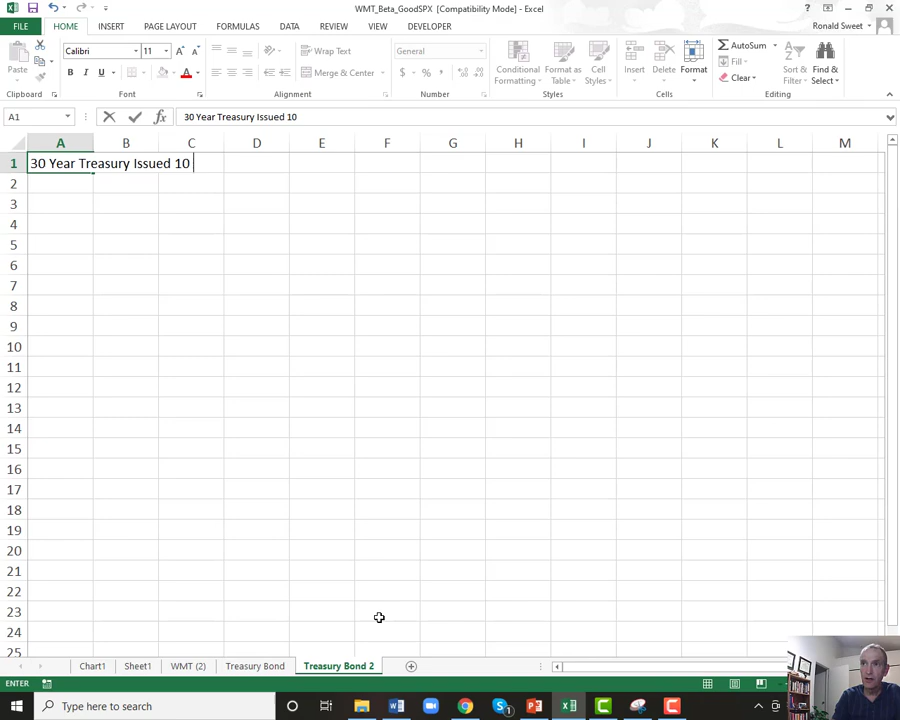 WMT_Beta_GoodSPX  [Compatibility Mode] - Excel
?
FILE HOME INSERT PAGE LAYOUT FORMULAS DATA REVIEW VIEW DEVELOPER
Ronald Sweet
Paste
Calibri 11 A A
B I U A
Wrap Text
Merge & Center
General
$ % ,
Conditional Formatting
Format as Table
Cell Styles
Insert
Delete
Format
Σ AutoSum
Fill
Clear
Sort & Filter
Find & Select
Clipboard Font Alignment Number Styles Cells Editing
A1 fx 30 Year Treasury Issued 10
A B C D E F G H I J K L M
1 30 Year Treasury Issued 10
2
3
4
5
6
7
8
9
10
11
12
13
14
15
16
17
18
19
20
21
22
23
24
25
Chart1 Sheet1 WMT (2) Treasury Bond Treasury Bond 2
ENTER
Type here to search